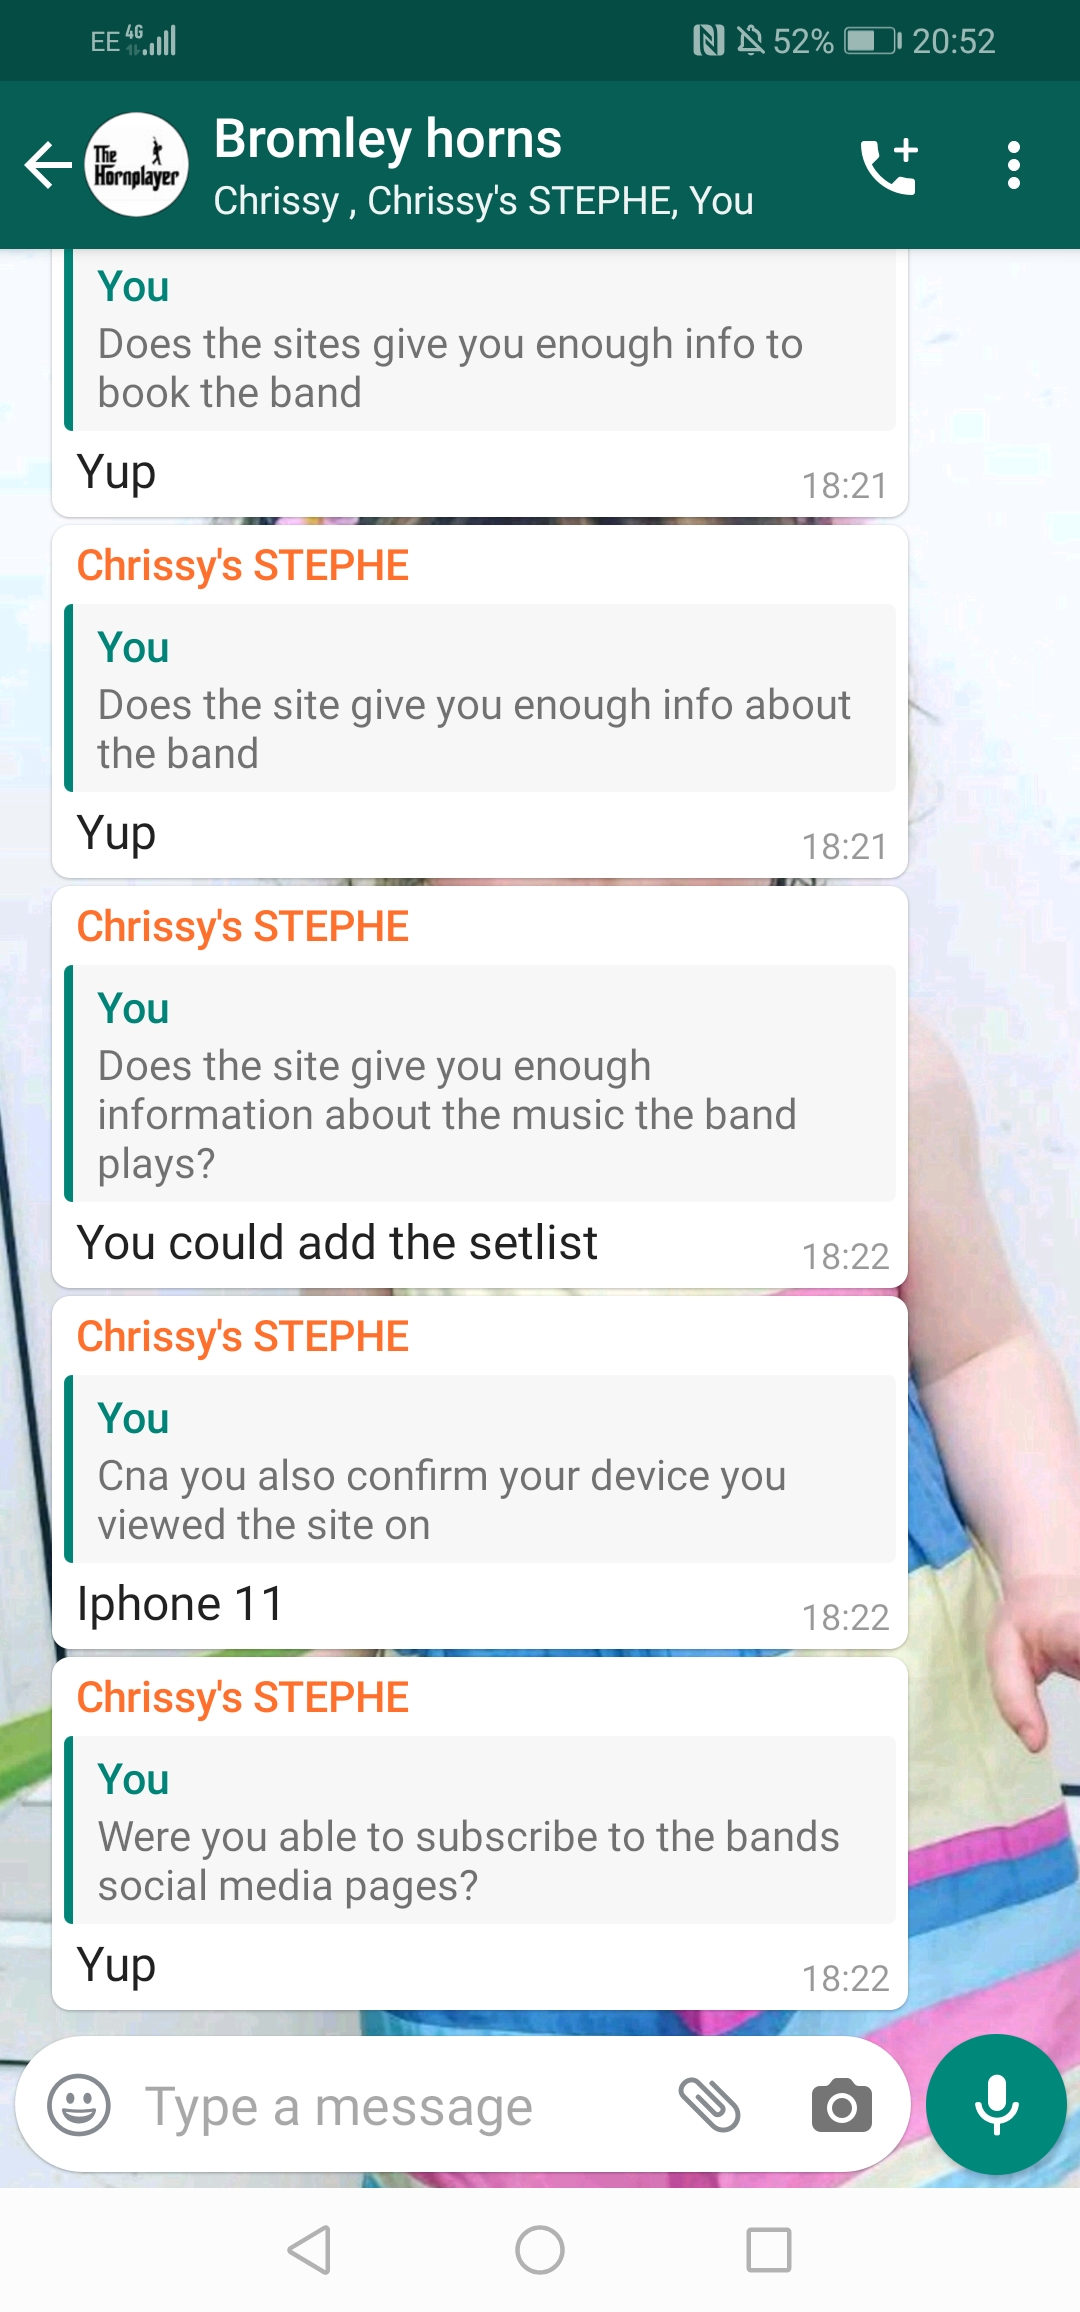 EE 4G 52% 20:52
The
Hornplayer
Bromley horns
Chrissy , Chrissy's STEPHE, You
You
Does the sites give you enough info to
book the band
Yup
18:21
Chrissy's STEPHE
You
Does the site give you enough info about
the band
Yup
18:21
Chrissy's STEPHE
You
Does the site give you enough
information about the music the band
plays?
You could add the setlist
18:22
Chrissy's STEPHE
You
Cna you also confirm your device you
viewed the site on
Iphone 11
18:22
Chrissy's STEPHE
You
Were you able to subscribe to the bands
social media pages?
Yup
18:22
Type a message